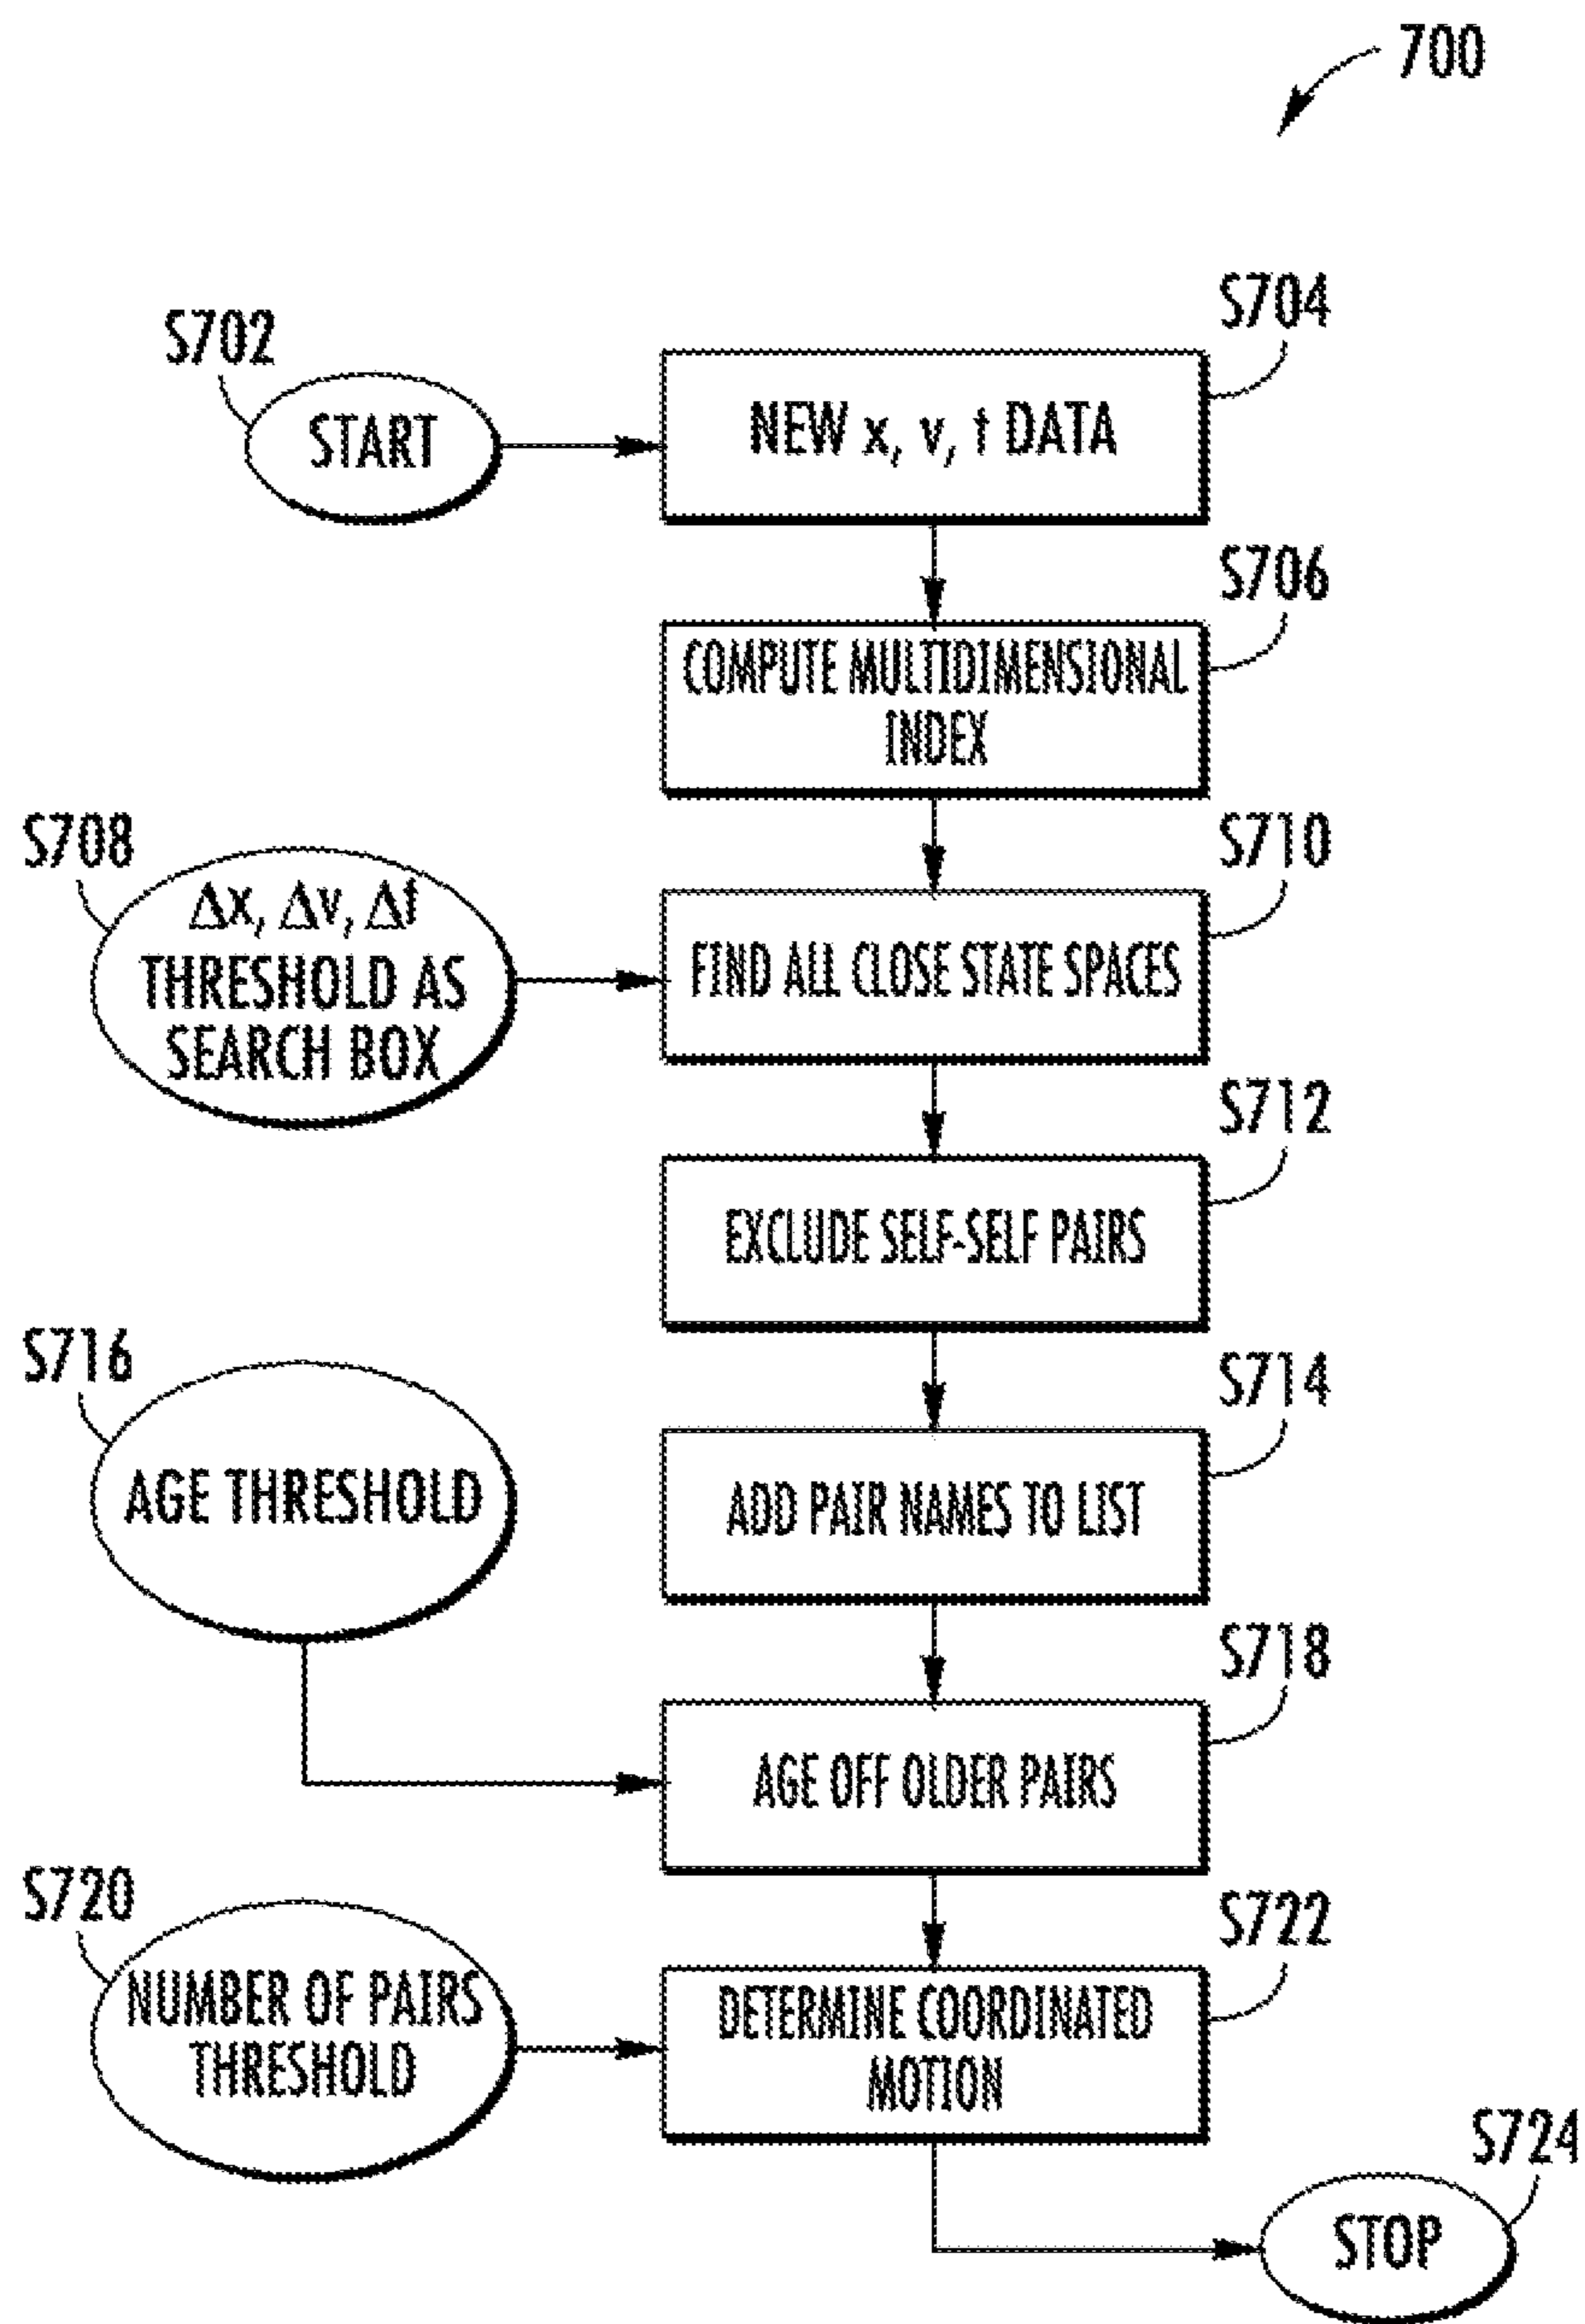 700
S702
START
S704
NEW x, v, t DATA
S706
COMPUTE MULTIDIMENSIONAL
INDEX
S708
Δx, Δv, Δt
THRESHOLD AS
SEARCH BOX
S710
FIND ALL CLOSE STATE SPACES
S712
EXCLUDE SELF-SELF PAIRS
S716
AGE THRESHOLD
S714
ADD PAIR NAMES TO LIST
S718
AGE OFF OLDER PAIRS
S720
NUMBER OF PAIRS
THRESHOLD
S722
DETERMINE COORDINATED
MOTION
S724
STOP